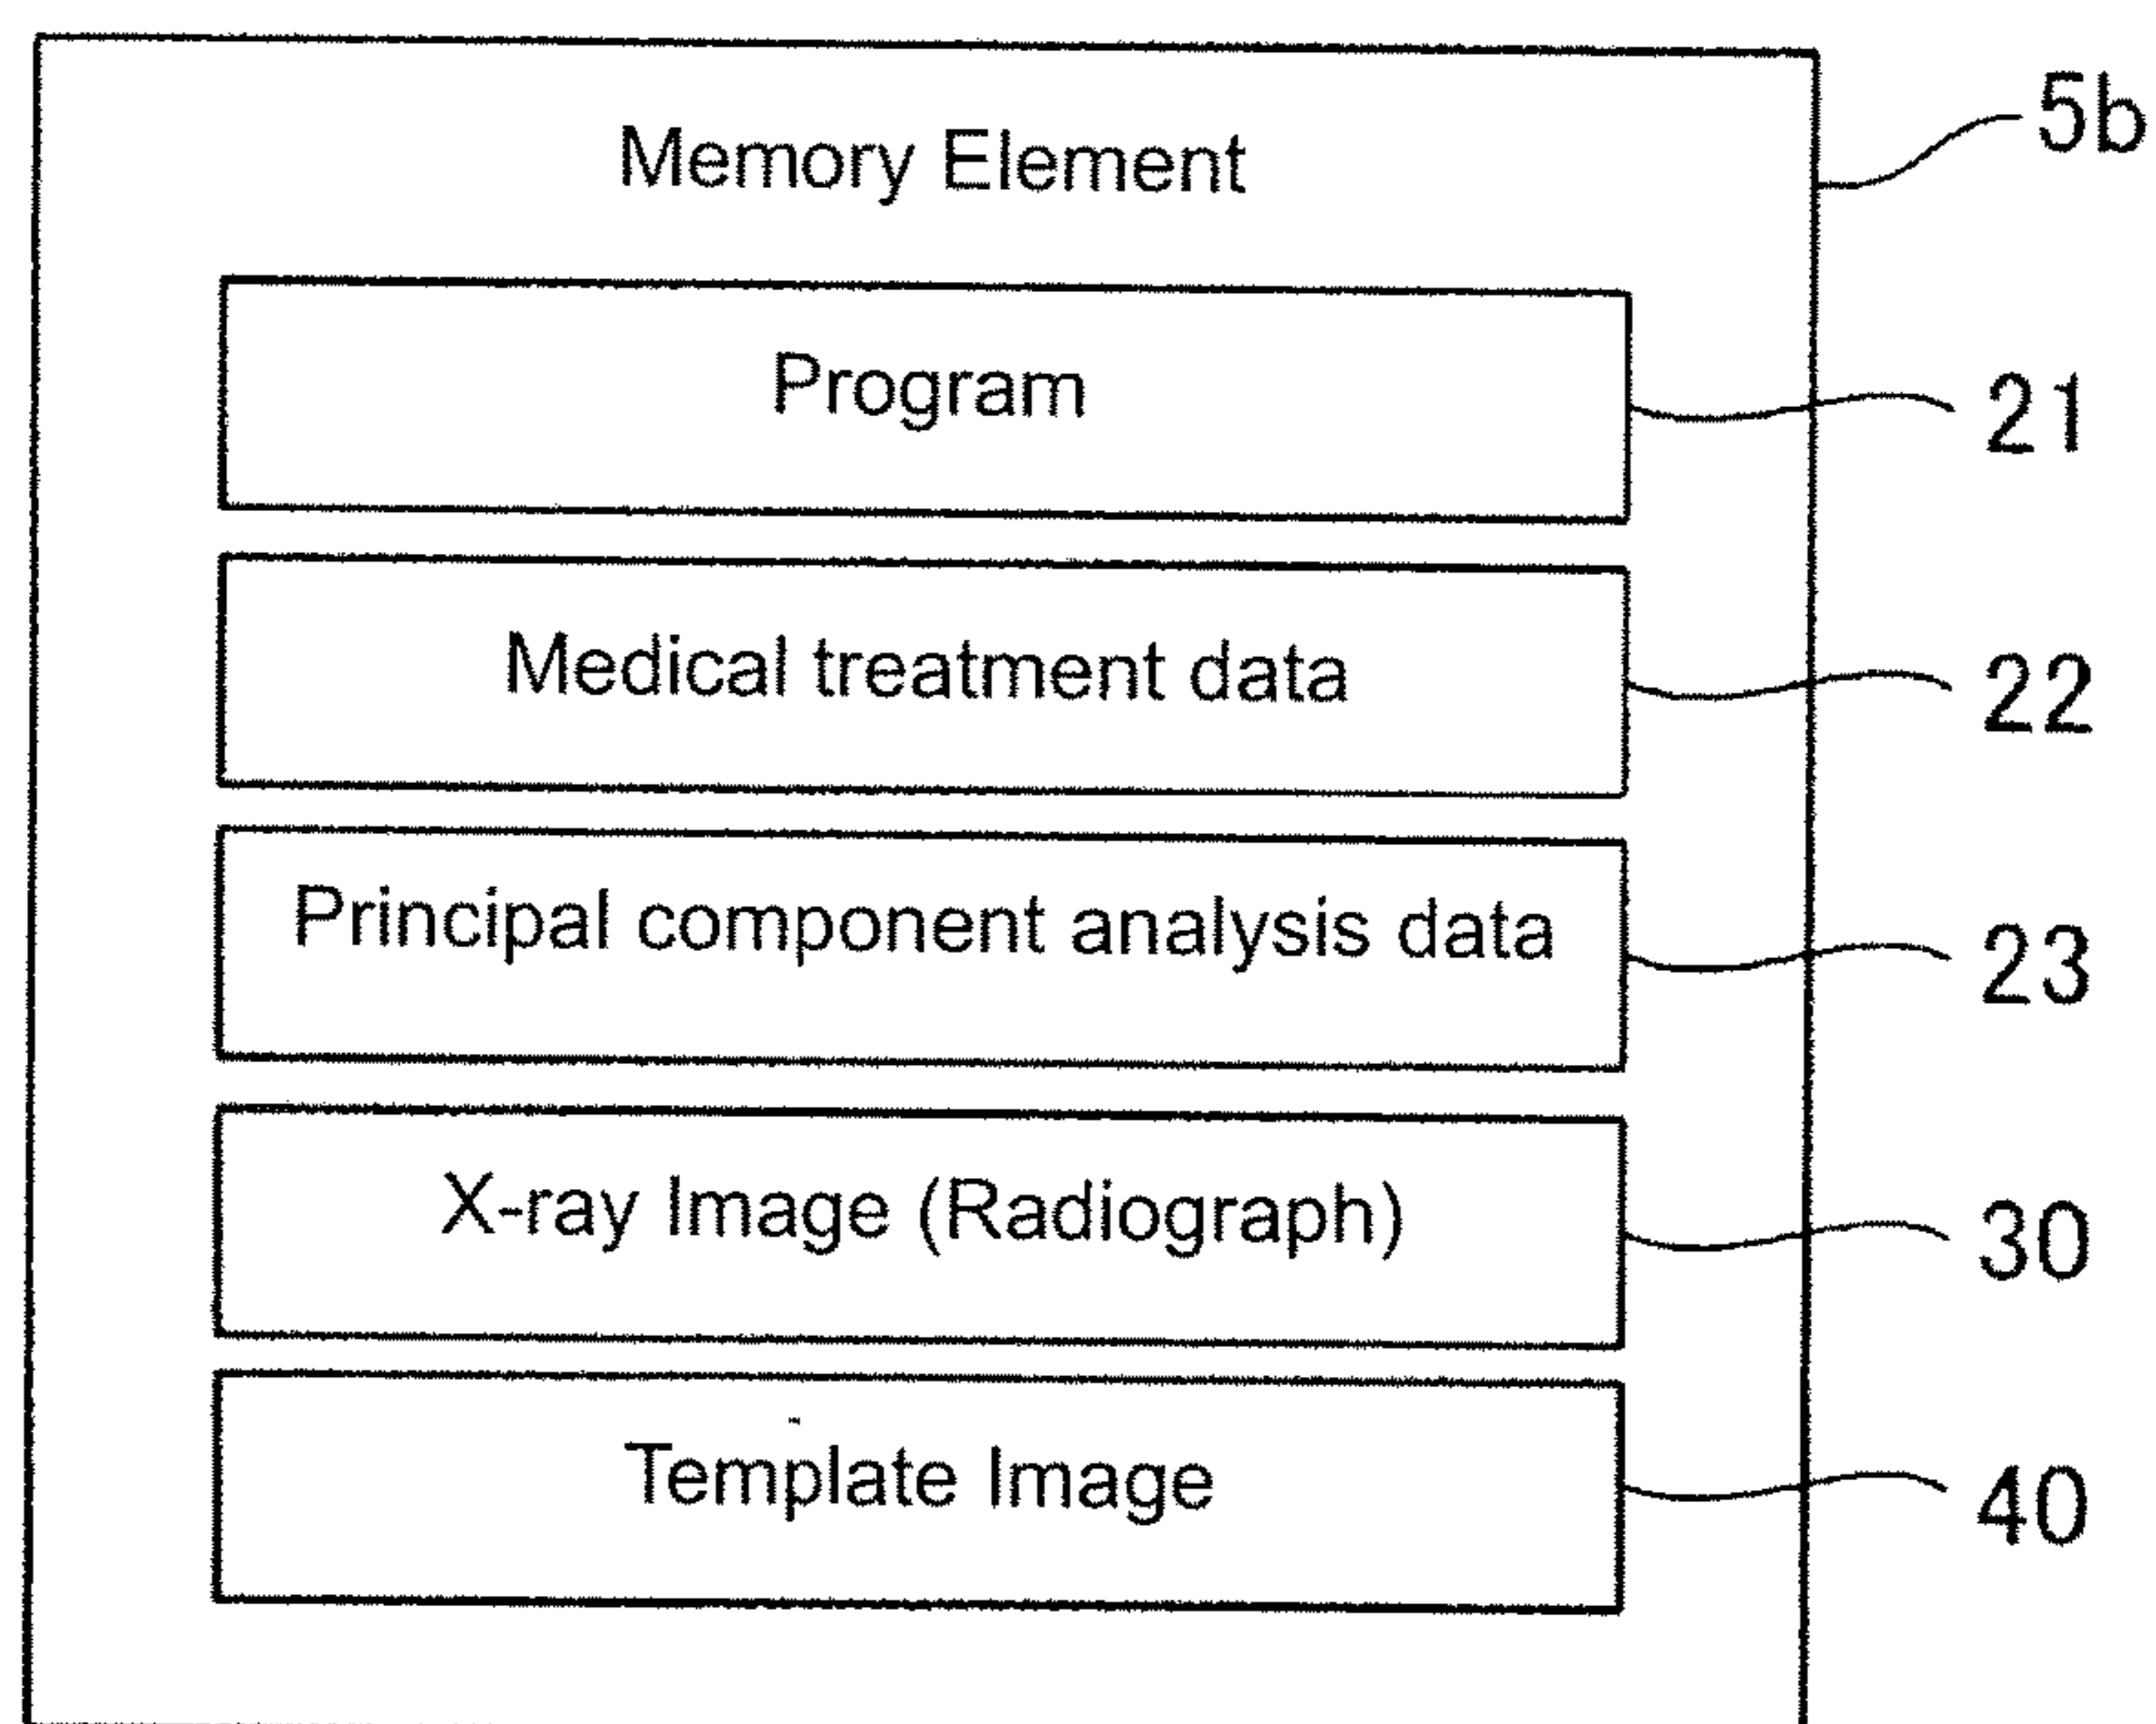 Memory Element
5b
Program
21
Medical treatment data
22
Principal component analysis data
23
X-ray Image (Radiograph)
30
Template Image
40